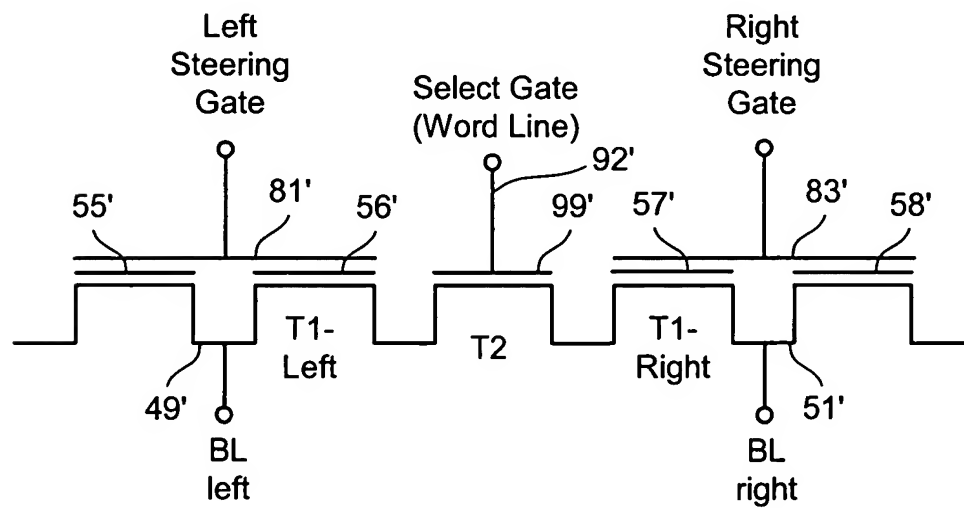 Left
Steering
Gate
Right
Steering
Gate
Select Gate
(Word Line)
92'
55'
81'
56'
99'
57'
83'
58'
T1-
Left
T2
T1-
Right
49'
51'
BL
left
BL
right